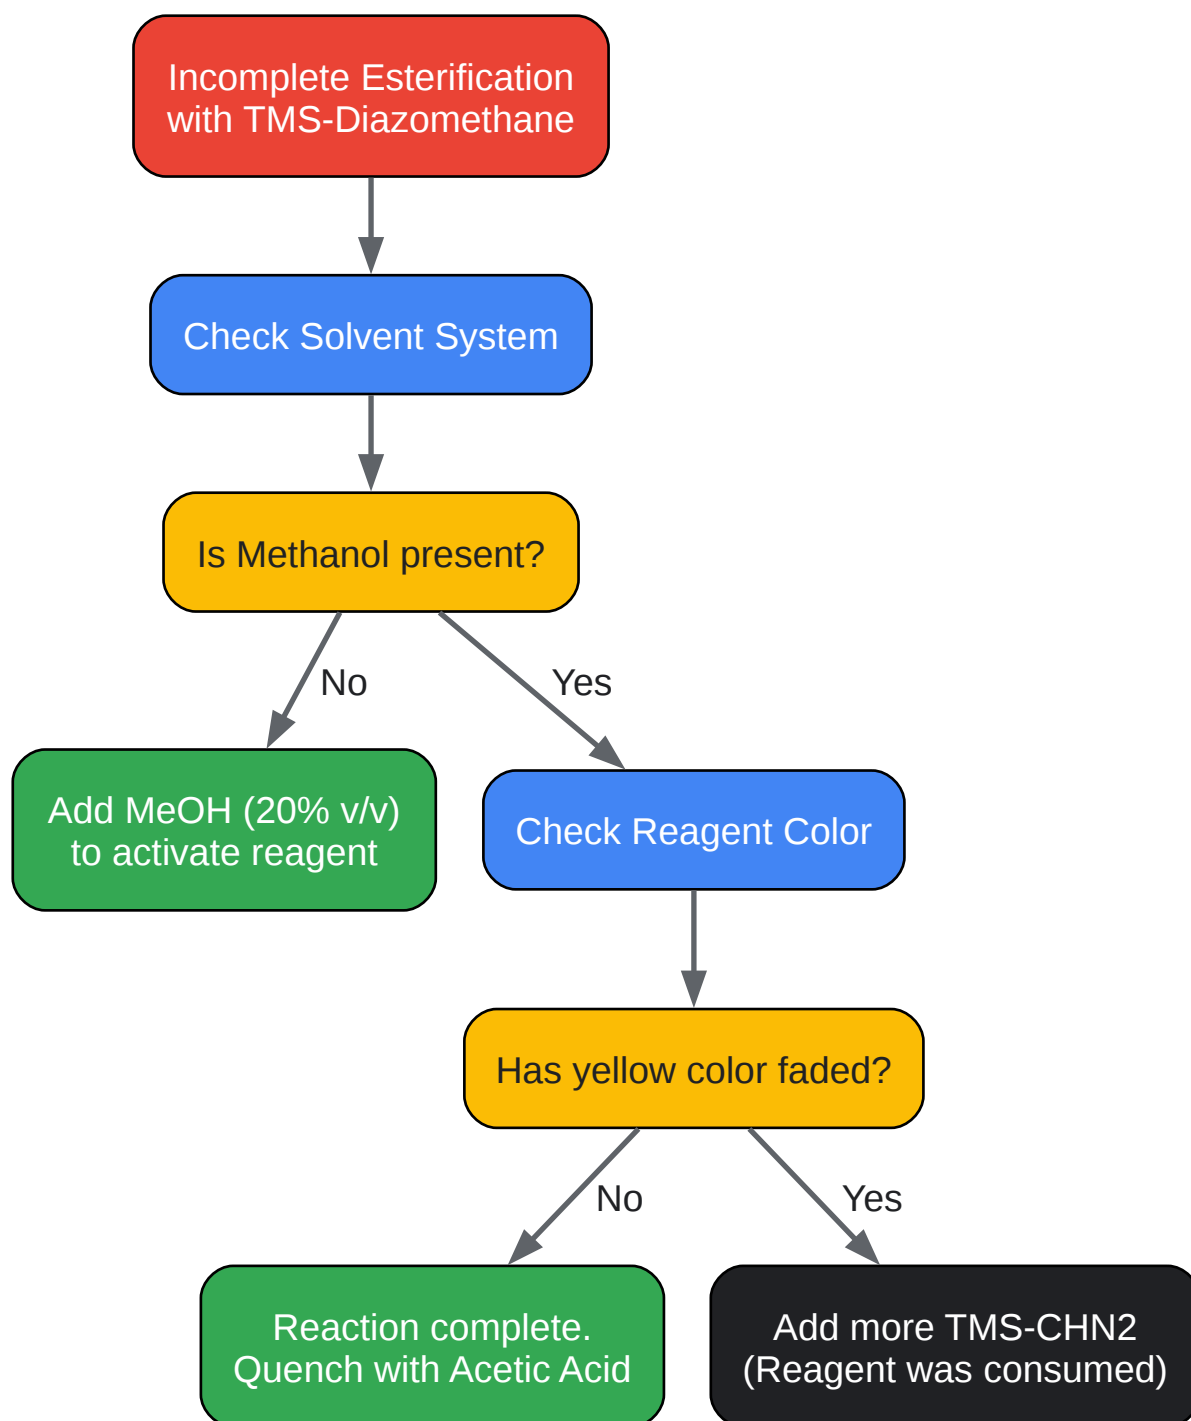 Incomplete Esterification
with TMS-Diazomethane
Check Solvent System
Is Methanol present?
No
Yes
Add MeOH (20% v/v)
to activate reagent
Check Reagent Color
Has yellow color faded?
No
Yes
Reaction complete.
Quench with Acetic Acid
Add more TMS-CHN2
(Reagent was consumed)